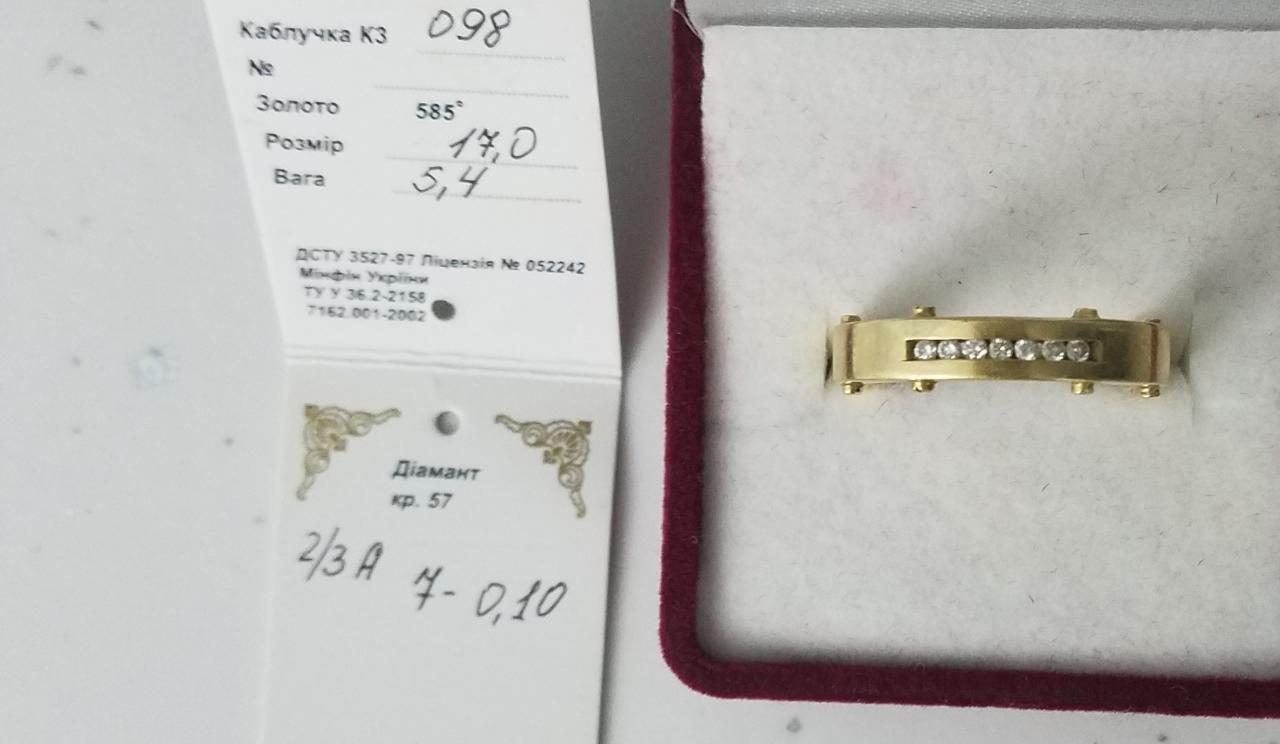 Каблучка КЗ 098
№
Золото 585°
Розмір 17,0
Вага 5,4
ДСТУ 3527-97 Ліцензія № 052242
Мінфін Укріїни
ТУ У 36.2-2158
7162.001-2002
Діамант
кр. 57
2/3 А 7- 0,10